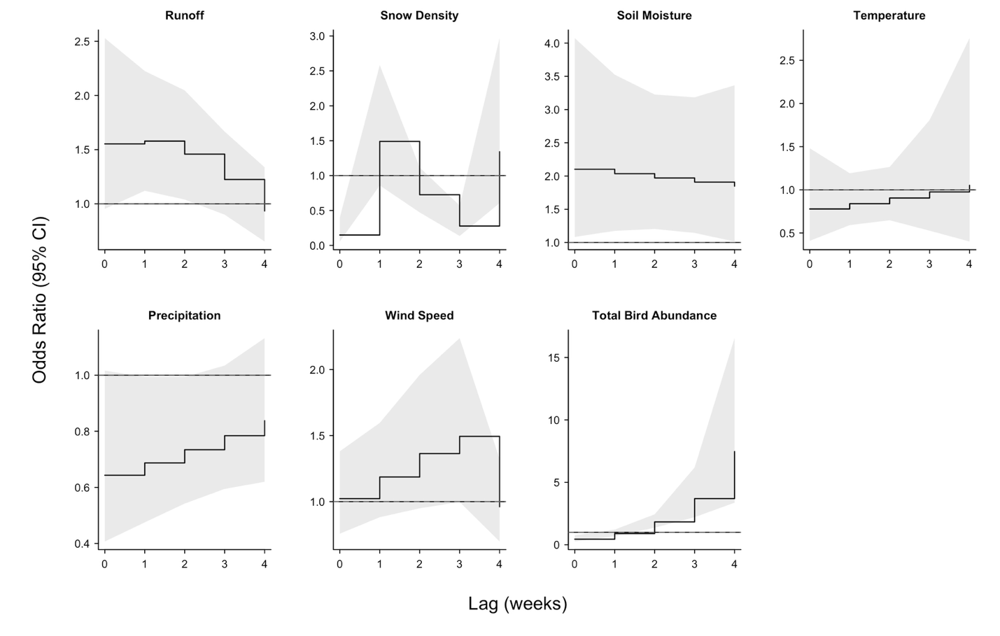 Runoff
Snow Density
Soil Moisture
Temperature
2.5
2.0
1.5
1.0
0 1 2 3 4
3.0
2.5
2.0
1.5
1.0
0.5
0.0
0 1 2 3 4
4.0
3.5
3.0
2.5
2.0
1.5
1.0
0 1 2 3 4
2.5
2.0
1.5
1.0
0.5
0 1 2 3 4
Odds Ratio (95% CI)
Precipitation
Wind Speed
Total Bird Abundance
1.0
0.8
0.6
0.4
0 1 2 3 4
2.0
1.5
1.0
0 1 2 3 4
15
10
5
0
0 1 2 3 4
Lag (weeks)